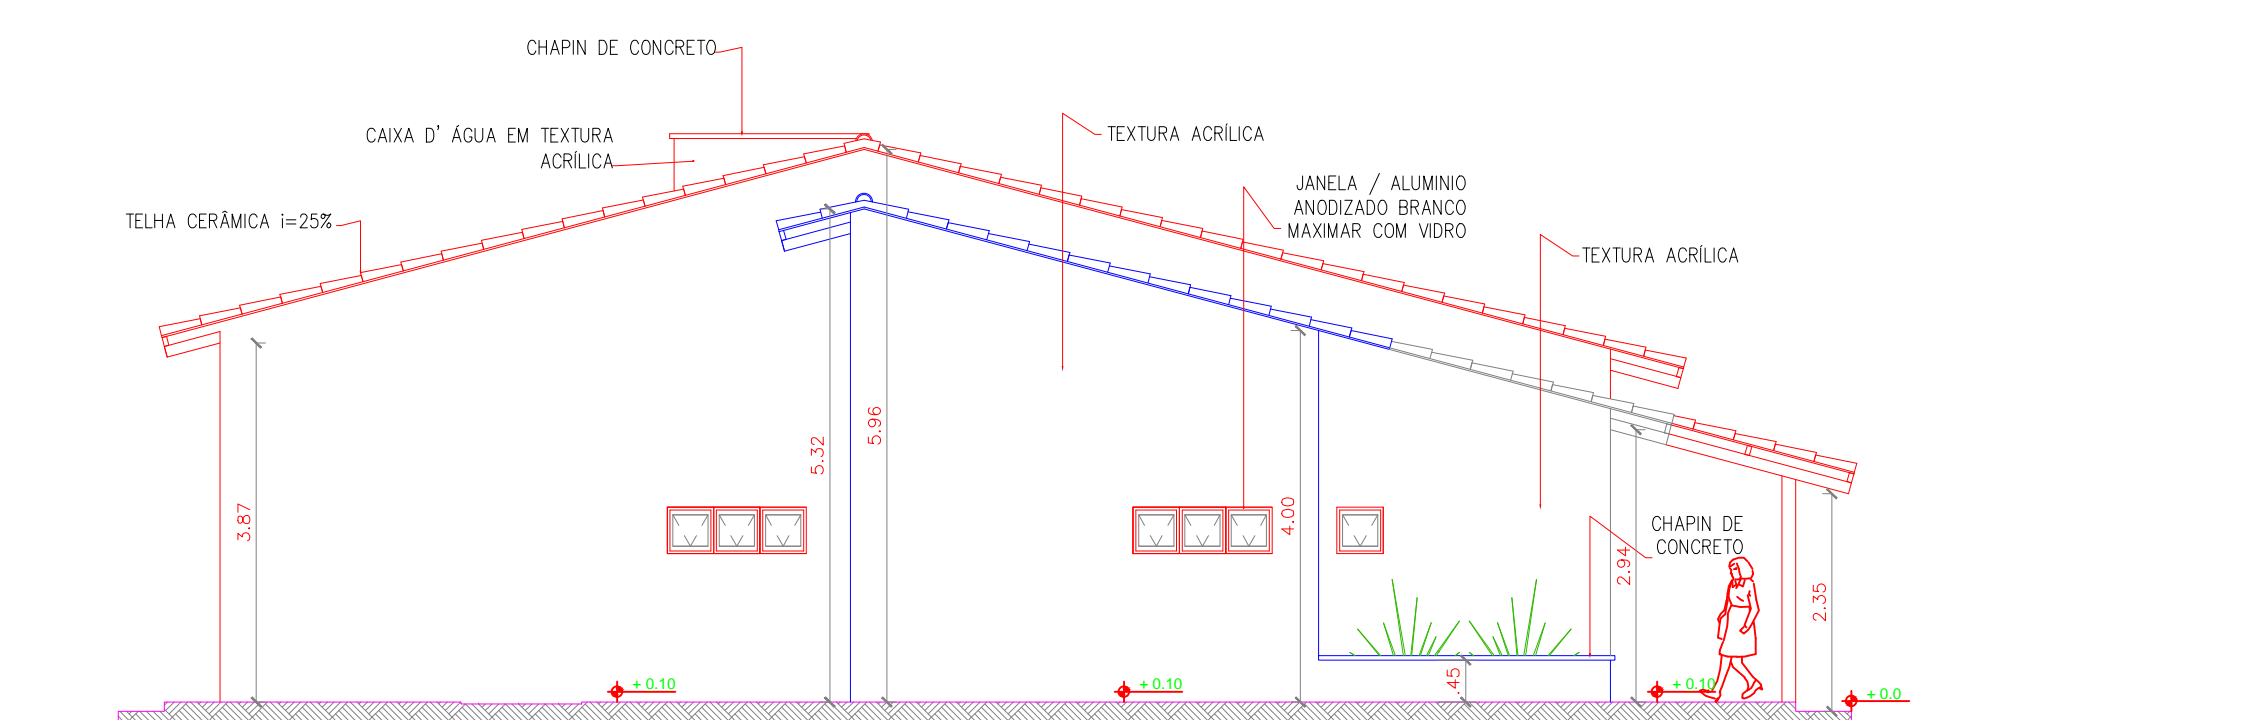 CHAPIN DE CONCRETO
CAIXA D' ÁGUA EM TEXTURA
ACRÍLICA
TEXTURA ACRÍLICA
JANELA / ALUMINIO
ANODIZADO BRANCO
MAXIMAR COM VIDRO
TELHA CERÂMICA i=25%
TEXTURA ACRÍLICA
5.96
5.32
3.87
4.00
CHAPIN DE
CONCRETO
2.94
2.35
.45
+ 0.10
+ 0.10
+ 0.10
+ 0.0